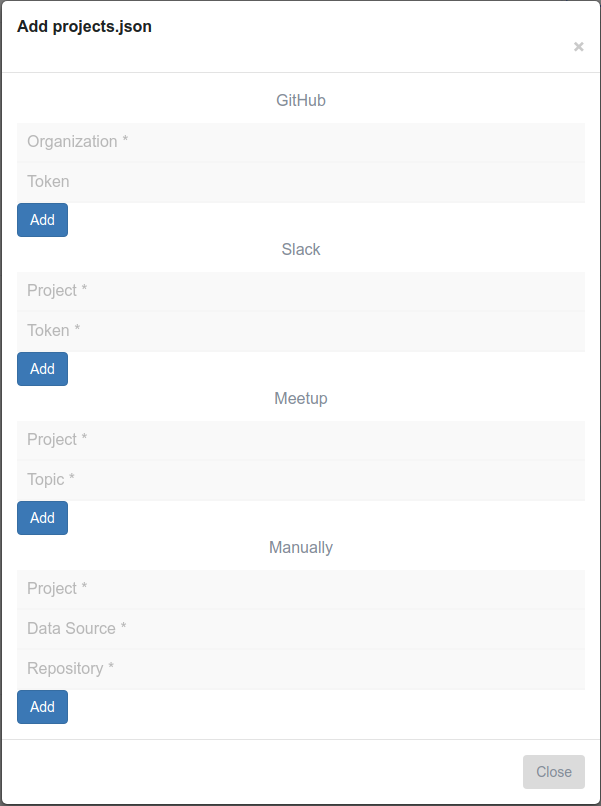 Add projects.json
×
GitHub
Organization *
Token
Add
Slack
Project *
Token *
Add
Meetup
Project *
Topic *
Add
Manually
Project *
Data Source *
Repository *
Add
Close